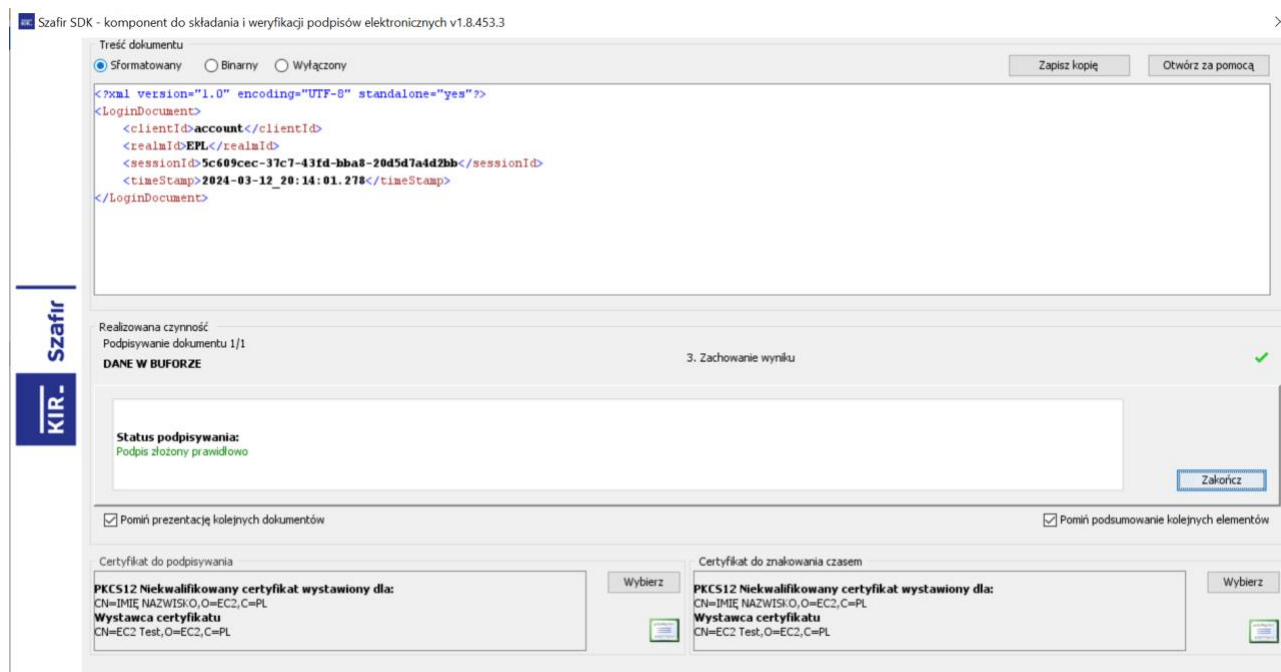 KIR. Szafir SDK - komponent do składania i weryfikacji podpisów elektronicznych v1.8.453.3
Treść dokumentu
Sformatowany Binarny Wyłączony Zapisz kopię Otwórz za pomocą
<?xml version="1.0" encoding="UTF-8" standalone="yes"?>
<LoginDocument>
<clientId>account</clientId>
<realmId>EPL</realmId>
<sessionId>5c609cec-37c7-43fd-bba8-20d5d7a4d2bb</sessionId>
<timeStamp>2024-03-12_20:14:01.278</timeStamp>
</LoginDocument>
KIR. Szafir
Realizowana czynność
Podpisywanie dokumentu 1/1
DANE W BUFORZE 3. Zachowanie wyniku
Status podpisywania:
Podpis złożony prawidłowo
Zakończ
Pomiń prezentację kolejnych dokumentów Pomiń podsumowanie kolejnych elementów
Certyfikat do podpisywania
PKCS12 Niekwalifikowany certyfikat wystawiony dla:
CN=IMIĘ NAZWISKO,O=EC2,C=PL
Wystawca certyfikatu
CN=EC2 Test,O=EC2,C=PL
Wybierz
Certyfikat do znakowania czasem
PKCS12 Niekwalifikowany certyfikat wystawiony dla:
CN=IMIĘ NAZWISKO,O=EC2,C=PL
Wystawca certyfikatu
CN=EC2 Test,O=EC2,C=PL
Wybierz